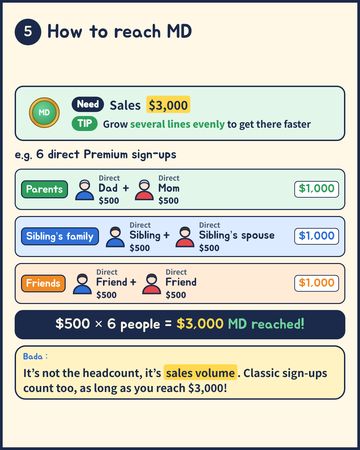 5 How to reach MD
MD
Need Sales $3,000
TIP Grow several lines evenly to get there faster
e.g. 6 direct Premium sign-ups
Direct Direct
Parents Dad + Mom $1,000
$500 $500
Direct Direct
Sibling's family Sibling + Sibling's spouse $1,000
$500 $500
Direct Direct
Friends Friend + Friend $1,000
$500 $500
$500 × 6 people = $3,000 MD reached!
Bada :
It's not the headcount, it's sales volume . Classic sign-ups
count too, as long as you reach $3,000!